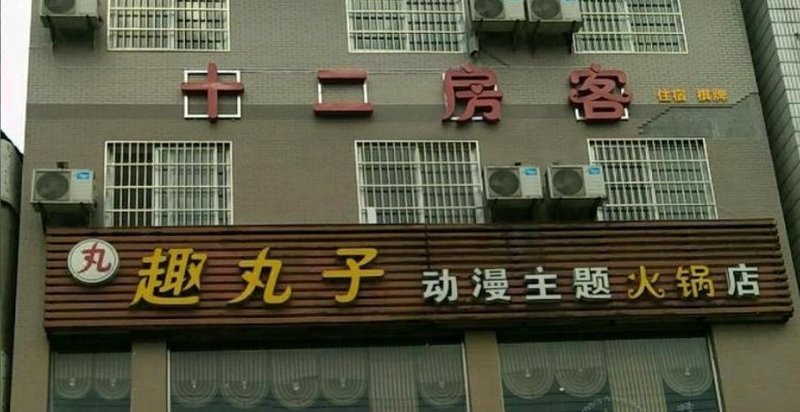 十二房客 住宿 棋牌
丸 趣丸子 动漫主题火锅店